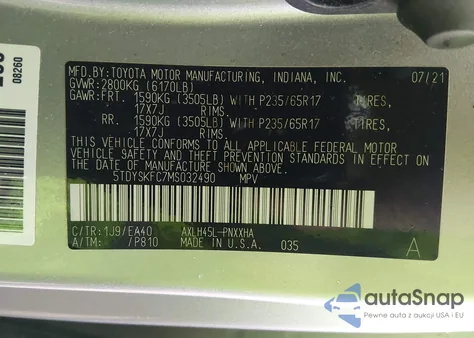 08260
MFD. BY: TOYOTA MOTOR MANUFACTURING, INDIANA, INC. 07/21
GVWR: 2800KG (6170LB)
GAWR: FRT. 1590KG (3505LB) WITH P235/65R17 TIRES,
17X7J RIMS.
RR. 1590KG (3505LB) WITH P235/65R17 TIRES,
17X7J RIMS.
THIS VEHICLE CONFORMS TO ALL APPLICABLE FEDERAL MOTOR
VEHICLE SAFETY AND THEFT PREVENTION STANDARDS IN EFFECT ON
THE DATE OF MANUFACTURE SHOWN ABOVE.
5TDYSKFC7MS032490 MPV
C/TR: 1J9/EA40 AXLH45L-PNXXHA
A/TM: /P810 MADE IN U.S.A. 035 A
autoSnap
Pewne auta z aukcji USA i EU